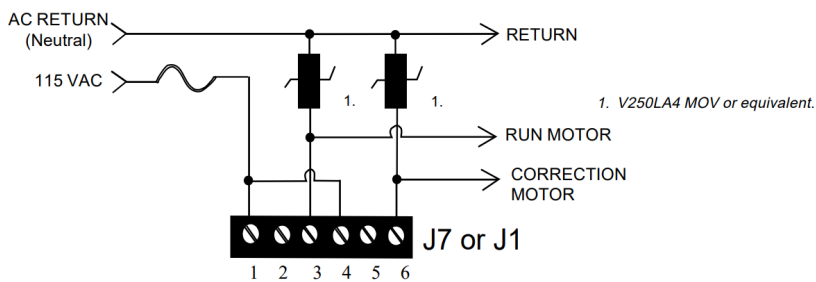 AC RETURN
(Neutral)
RETURN
115 VAC
1.
1.
1. V250LA4 MOV or equivalent.
RUN MOTOR
CORRECTION
MOTOR
J7 or J1
1 2 3 4 5 6